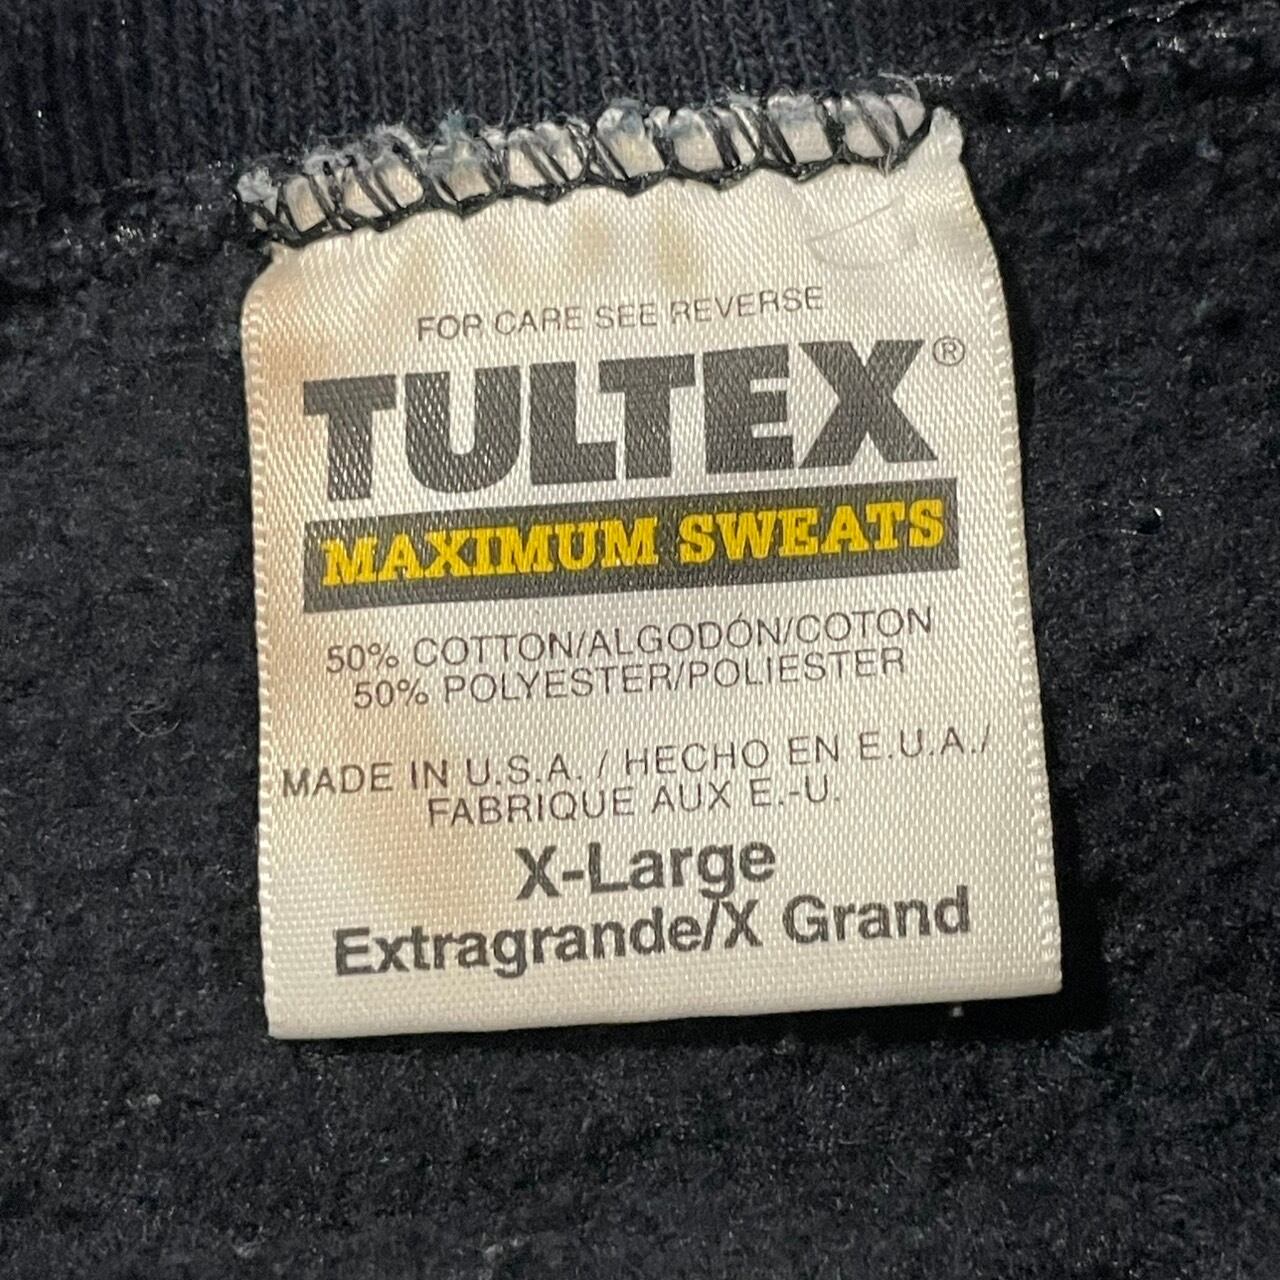 FOR CARE SEE REVERSE
TULTEX®
MAXIMUM SWEATS
50% COTTON/ALGODÓN/COTON
50% POLYESTER/POLIESTER
MADE IN U.S.A. / HECHO EN E.U.A./
FABRIQUE AUX E.-U.
X-Large
Extragrande/X Grand